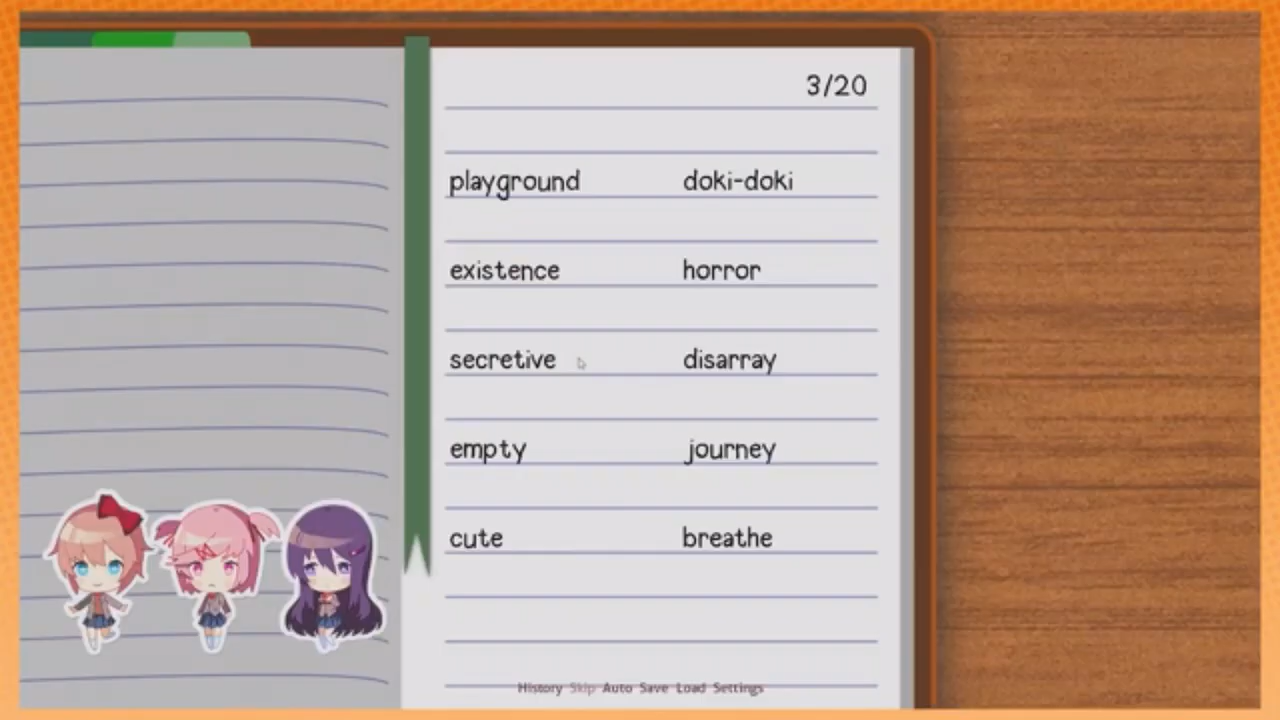 3/20
playground doki-doki
existence horror
secretive disarray
empty journey
cute breathe
History Skip Auto Save Load Settings